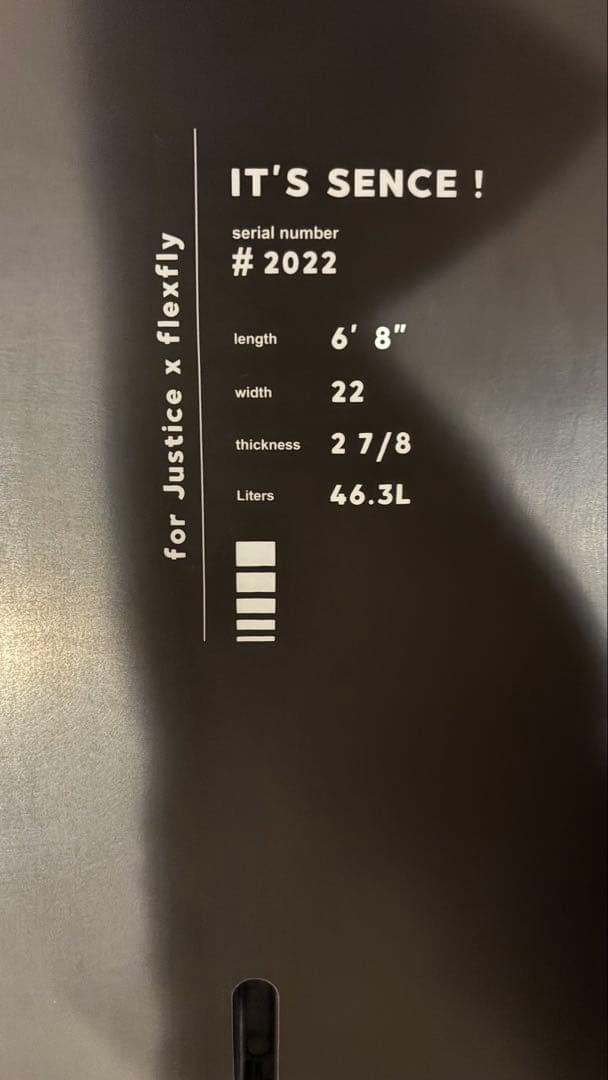 for Justice x flexfly
IT'S SENCE !
serial number
# 2022
length 6' 8"
width 22
thickness 2 7/8
Liters 46.3L